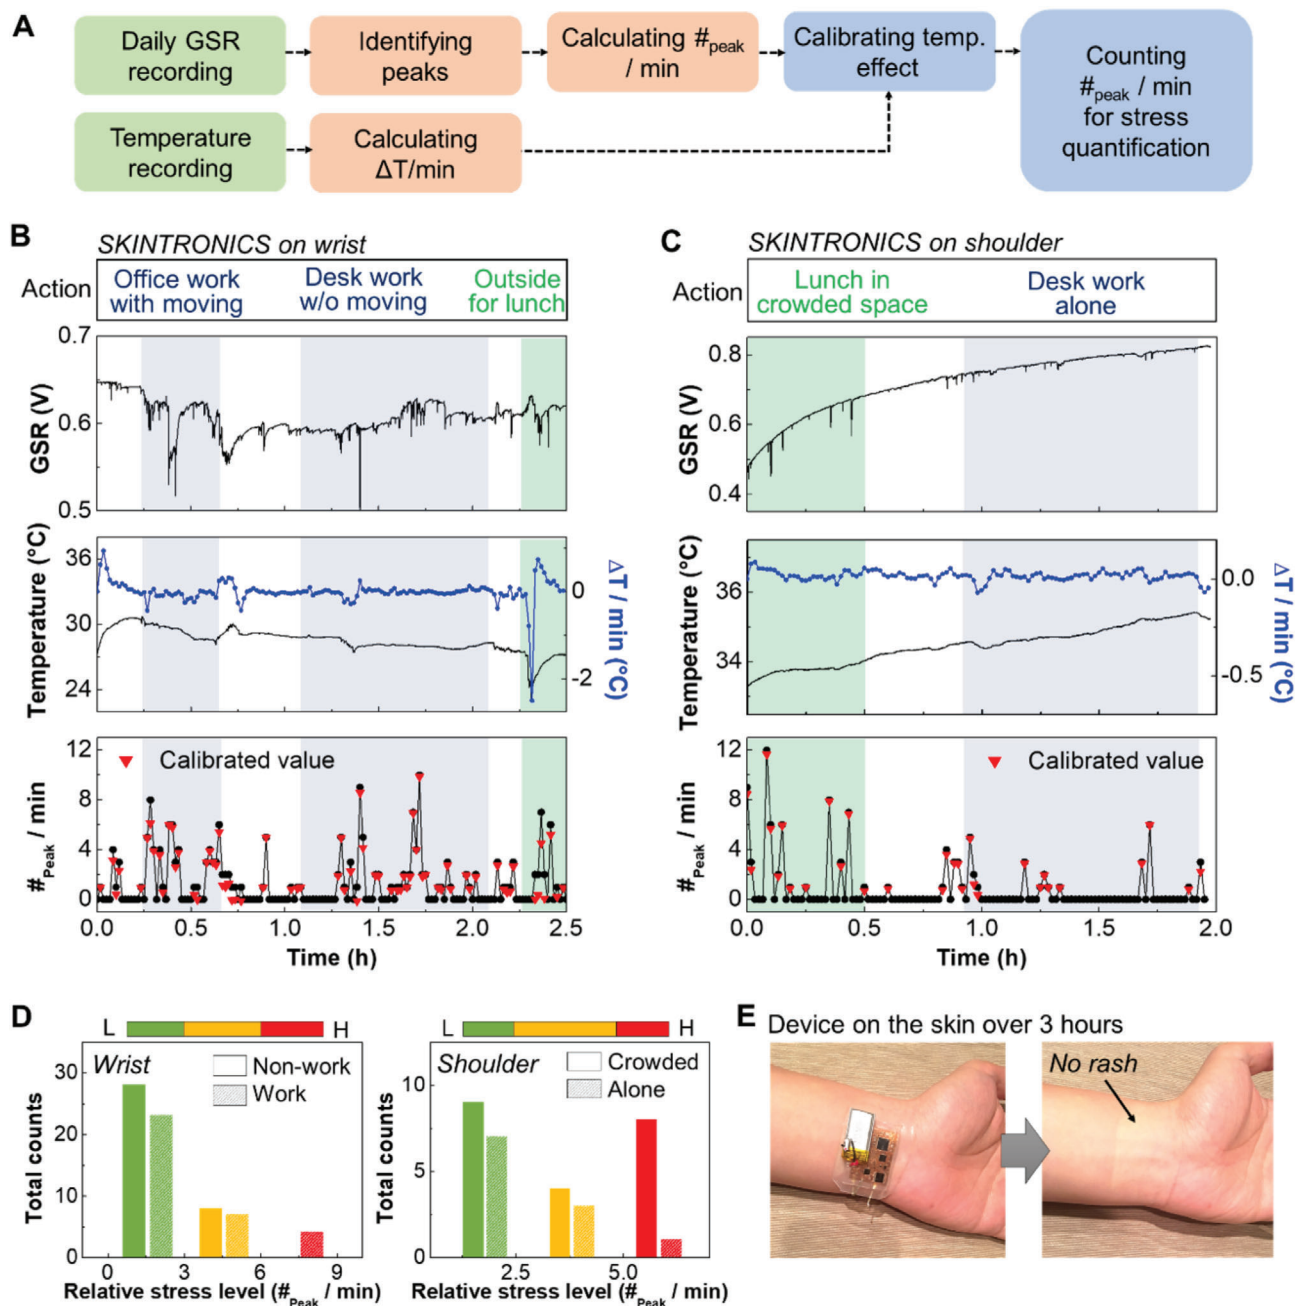 A
Daily GSR
recording
Identifying
peaks
Calculating #peak
/ min
Calibrating temp.
effect
Counting
#peak / min
for stress
quantification
Temperature
recording
Calculating
ΔT/min
B
SKINTRONICS on wrist
Action
Office work
with moving
Desk work
w/o moving
Outside
for lunch
0.7
0.6
0.5
GSR (V)
36
30
24
Temperature (°C)
0
-2
ΔT / min (°C)
Calibrated value
12
8
4
0
#Peak / min
0.0
0.5
1.0
1.5
2.0
2.5
Time (h)
C
SKINTRONICS on shoulder
Action
Lunch in
crowded space
Desk work
alone
0.8
0.6
0.4
GSR (V)
36
34
Temperature (°C)
0.0
-0.5
ΔT / min (°C)
Calibrated value
12
8
4
0
#Peak / min
0.0
0.5
1.0
1.5
2.0
Time (h)
D
L
H
Wrist
Non-work
Work
30
20
10
0
Total counts
0
3
6
9
Relative stress level (#Peak / min)
L
H
Shoulder
Crowded
Alone
10
5
0
Total counts
2.5
5.0
Relative stress level (#Peak / min)
E
Device on the skin over 3 hours
No rash